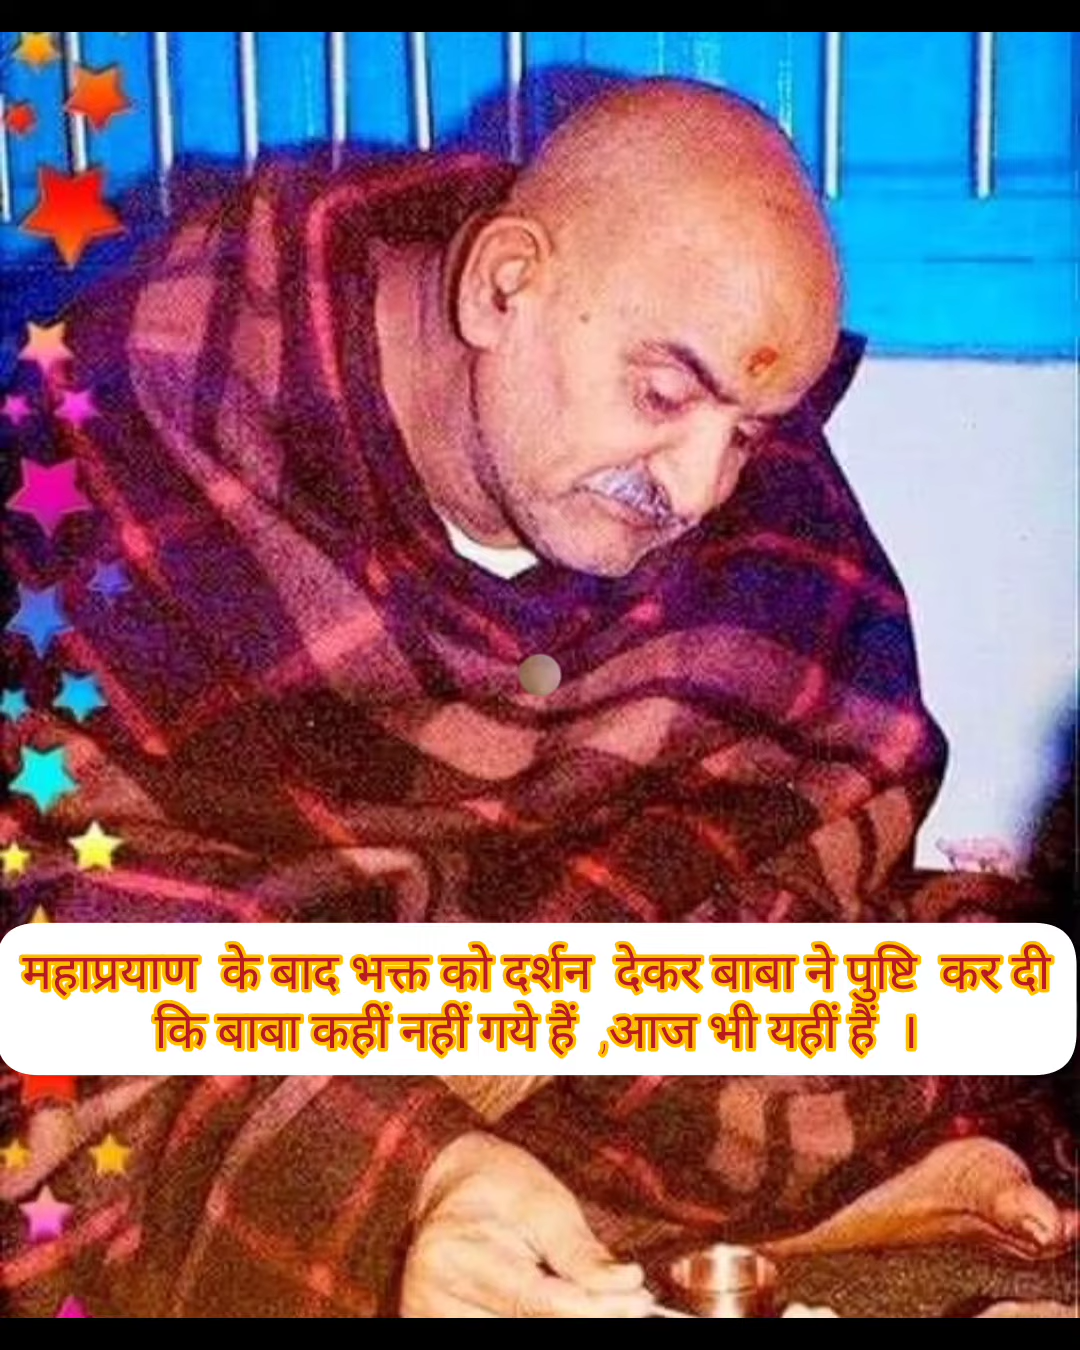 महाप्रयाण के बाद भक्त को दर्शन देकर बाबा ने पुष्टि कर दी
कि बाबा कहीं नहीं गये हैं ,आज भी यहीं हैं ।